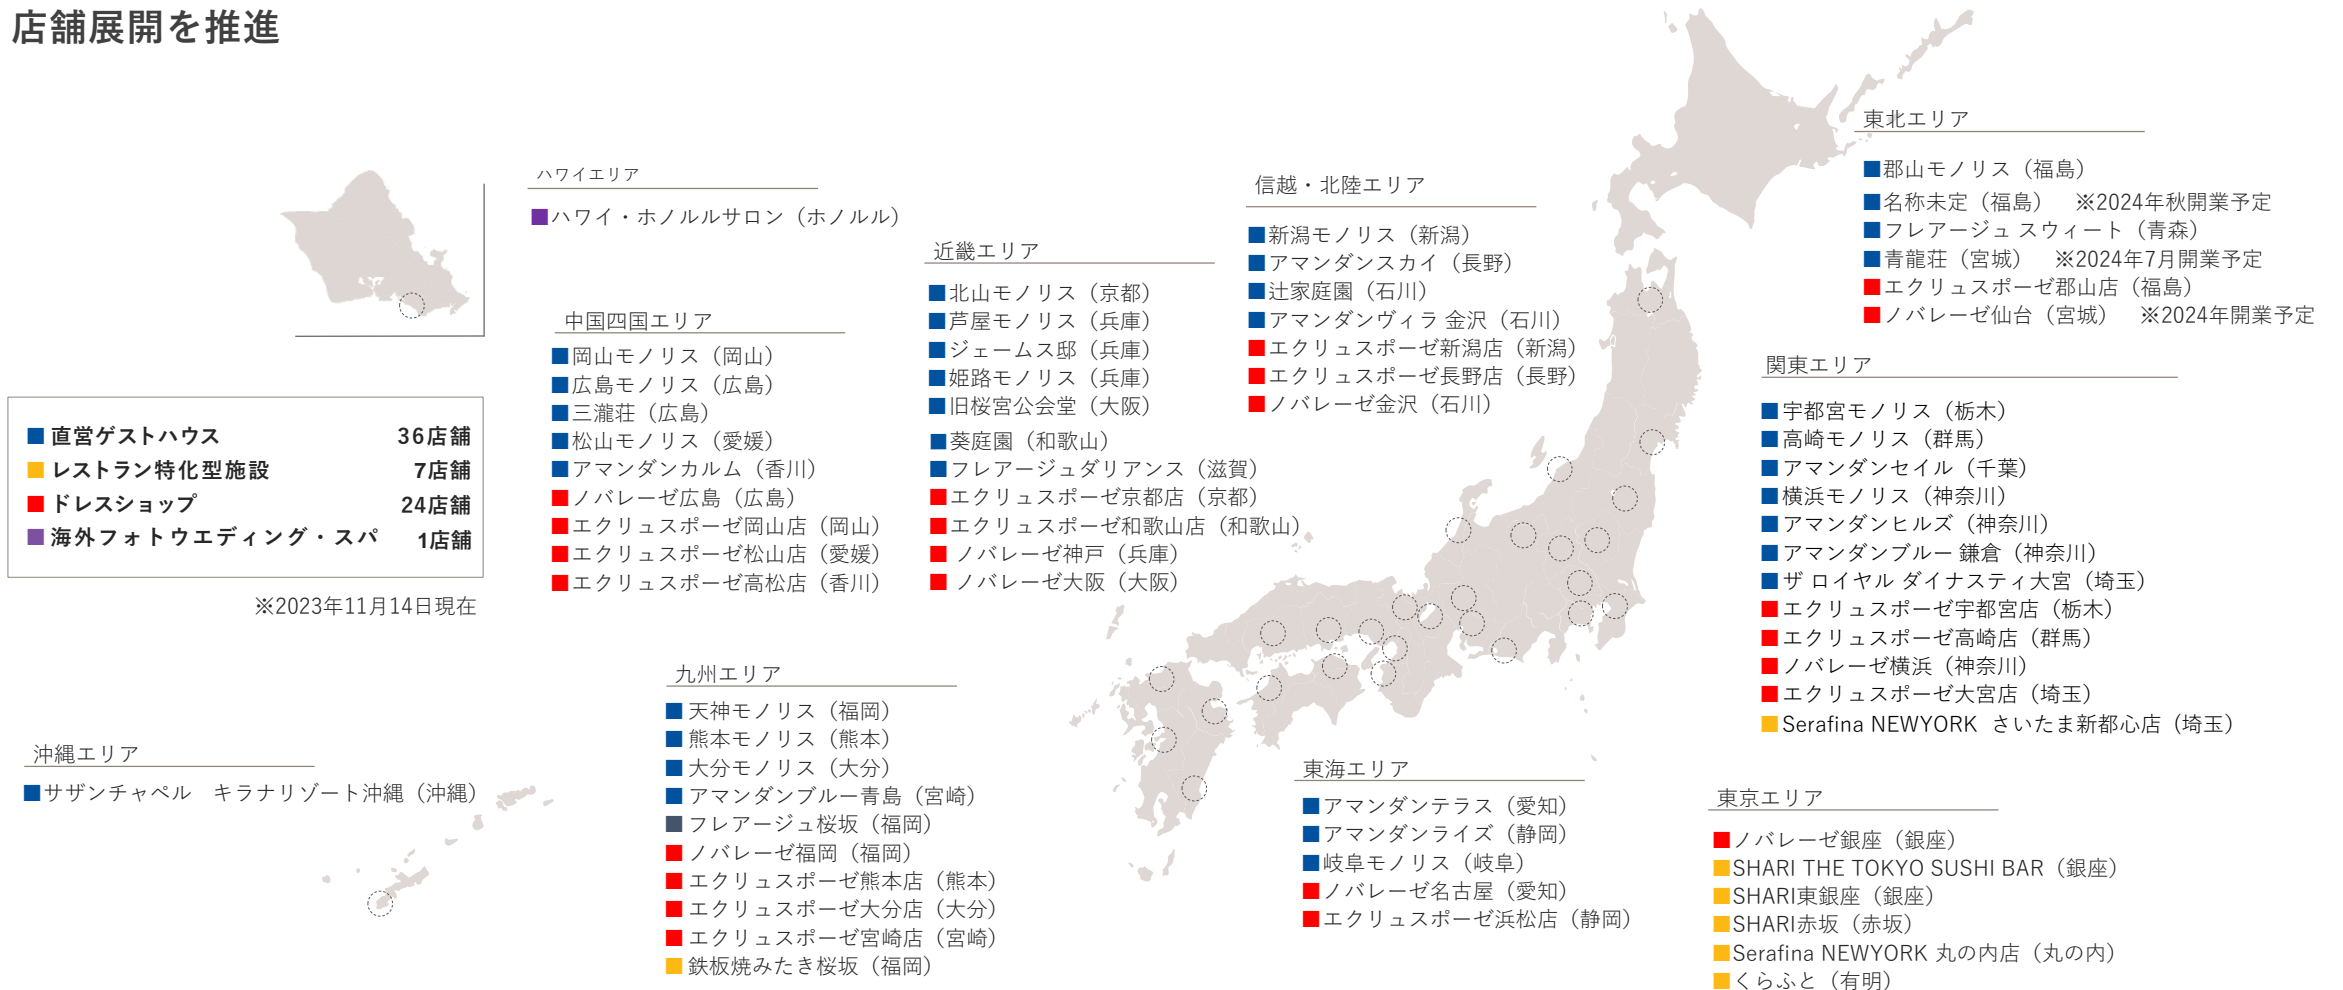 店舗展開を推進
ハワイエリア
■ハワイ・ホノルルサロン（ホノルル）
■直営ゲストハウス 36店舗
■レストラン特化型施設 7店舗
■ドレスショップ 24店舗
■海外フォトウエディング・スパ 1店舗
※2023年11月14日現在
中国四国エリア
■岡山モノリス（岡山）
■広島モノリス（広島）
■三瀧荘（広島）
■松山モノリス（愛媛）
■アマンダンカルム（香川）
■ノバレーゼ広島（広島）
■エクリュスポーゼ岡山店（岡山）
■エクリュスポーゼ松山店（愛媛）
■エクリュスポーゼ高松店（香川）
近畿エリア
■北山モノリス（京都）
■芦屋モノリス（兵庫）
■ジェームス邸（兵庫）
■姫路モノリス（兵庫）
■旧桜宮公会堂（大阪）
■葵庭園（和歌山）
■フレアージュダリアンス（滋賀）
■エクリュスポーゼ京都店（京都）
■エクリュスポーゼ和歌山店（和歌山）
■ノバレーゼ神戸（兵庫）
■ノバレーゼ大阪（大阪）
信越・北陸エリア
■新潟モノリス（新潟）
■アマンダンスカイ（長野）
■辻家庭園（石川）
■アマンダンヴィラ 金沢（石川）
■エクリュスポーゼ新潟店（新潟）
■エクリュスポーゼ長野店（長野）
■ノバレーゼ金沢（石川）
東北エリア
■郡山モノリス（福島）
■名称未定（福島）　※2024年秋開業予定
■フレアージュ スウィート（青森）
■青龍荘（宮城）　※2024年7月開業予定
■エクリュスポーゼ郡山店（福島）
■ノバレーゼ仙台（宮城）　※2024年開業予定
関東エリア
■宇都宮モノリス（栃木）
■高崎モノリス（群馬）
■アマンダンセイル（千葉）
■横浜モノリス（神奈川）
■アマンダンヒルズ（神奈川）
■アマンダンブルー 鎌倉（神奈川）
■ザ ロイヤル ダイナスティ大宮（埼玉）
■エクリュスポーゼ宇都宮店（栃木）
■エクリュスポーゼ高崎店（群馬）
■ノバレーゼ横浜（神奈川）
■エクリュスポーゼ大宮店（埼玉）
■Serafina NEWYORK さいたま新都心店（埼玉）
沖縄エリア
■サザンチャペル　キラナリゾート沖縄（沖縄）
九州エリア
■天神モノリス（福岡）
■熊本モノリス（熊本）
■大分モノリス（大分）
■アマンダンブルー青島（宮崎）
■フレアージュ桜坂（福岡）
■ノバレーゼ福岡（福岡）
■エクリュスポーゼ熊本店（熊本）
■エクリュスポーゼ大分店（大分）
■エクリュスポーゼ宮崎店（宮崎）
■鉄板焼みたき桜坂（福岡）
東海エリア
■アマンダンテラス（愛知）
■アマンダンライズ（静岡）
■岐阜モノリス（岐阜）
■ノバレーゼ名古屋（愛知）
■エクリュスポーゼ浜松店（静岡）
東京エリア
■ノバレーゼ銀座（銀座）
■SHARI THE TOKYO SUSHI BAR（銀座）
■SHARI東銀座（銀座）
■SHARI赤坂（赤坂）
■Serafina NEWYORK 丸の内店（丸の内）
■くらふと（有明）